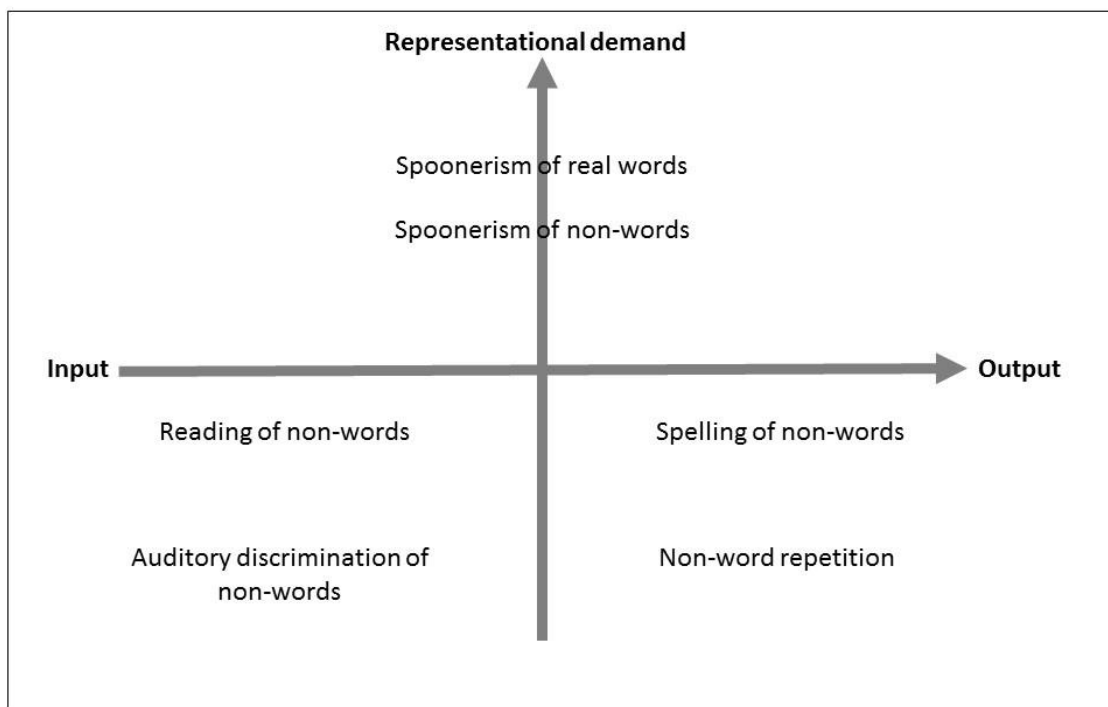 Representational demand
Spoonerism of real words
Spoonerism of non-words
Input
Output
Reading of non-words
Spelling of non-words
Auditory discrimination of
non-words
Non-word repetition